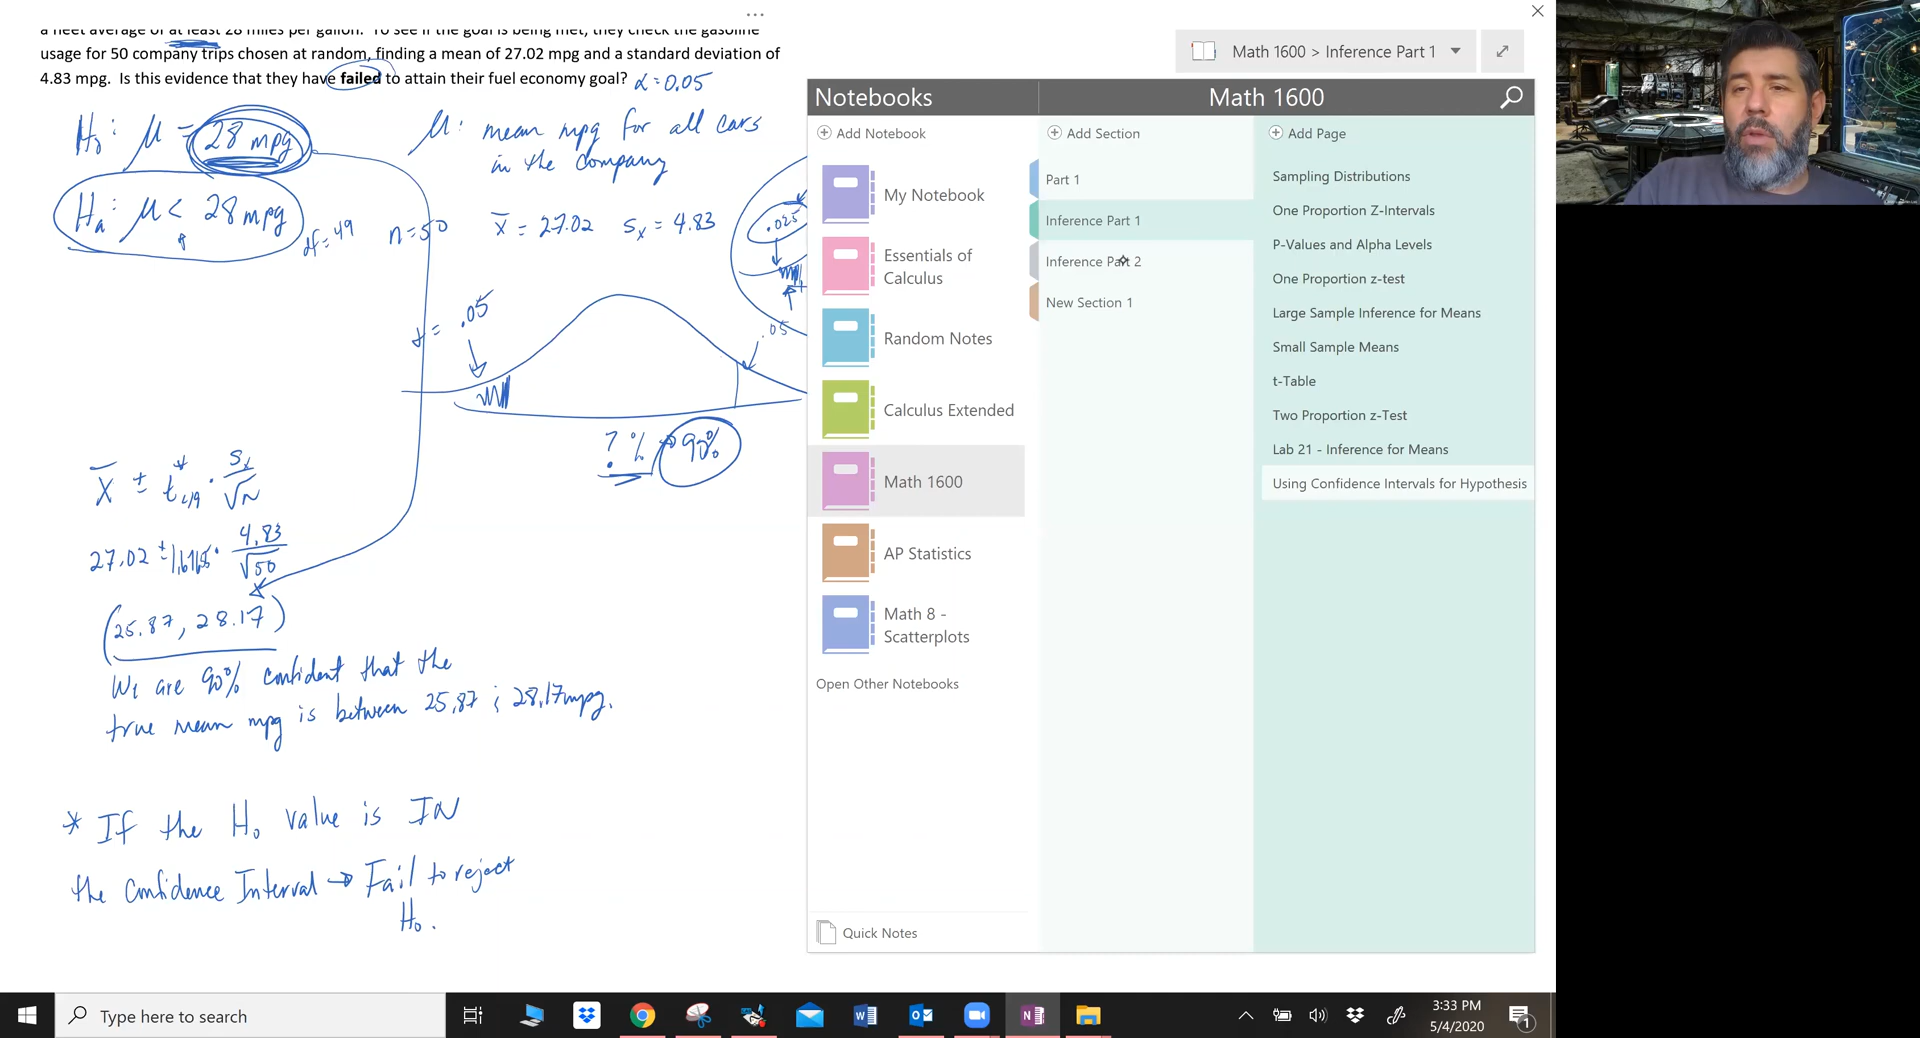 a fleet average of at least 28 miles per gallon. To see if the goal is being met, they check the gasoline
usage for 50 company trips chosen at random, finding a mean of 27.02 mpg and a standard deviation of
4.83 mpg. Is this evidence that they have failed to attain their fuel economy goal? α = 0.05
H₀: μ = 28 mpg
μ: mean mpg for all cars
in the company
Hₐ: μ < 28 mpg
df = 49 n = 50 x̄ = 27.02 sₓ = 4.83
.025
t = .05
.05
? % → 90%
x̄ ± t₄₉ · sₓ/√n
27.02 ± 1.6765 · 4.83/√50
(25.87, 28.17)
We are 90% confident that the
true mean mpg is between 25.87 ; 28.17 mpg.
* If the H₀ value is IN
the Confidence Interval → Fail to reject
H₀.
Math 1600 > Inference Part 1
Notebooks
Math 1600
Add Notebook
Add Section
Add Page
My Notebook
Essentials of
Calculus
Random Notes
Calculus Extended
Math 1600
AP Statistics
Math 8 -
Scatterplots
Open Other Notebooks
Quick Notes
Part 1
Inference Part 1
Inference Part 2
New Section 1
Sampling Distributions
One Proportion Z-Intervals
P-Values and Alpha Levels
One Proportion z-test
Large Sample Inference for Means
Small Sample Means
t-Table
Two Proportion z-Test
Lab 21 - Inference for Means
Using Confidence Intervals for Hypothesis
Type here to search
3:33 PM
5/4/2020
1